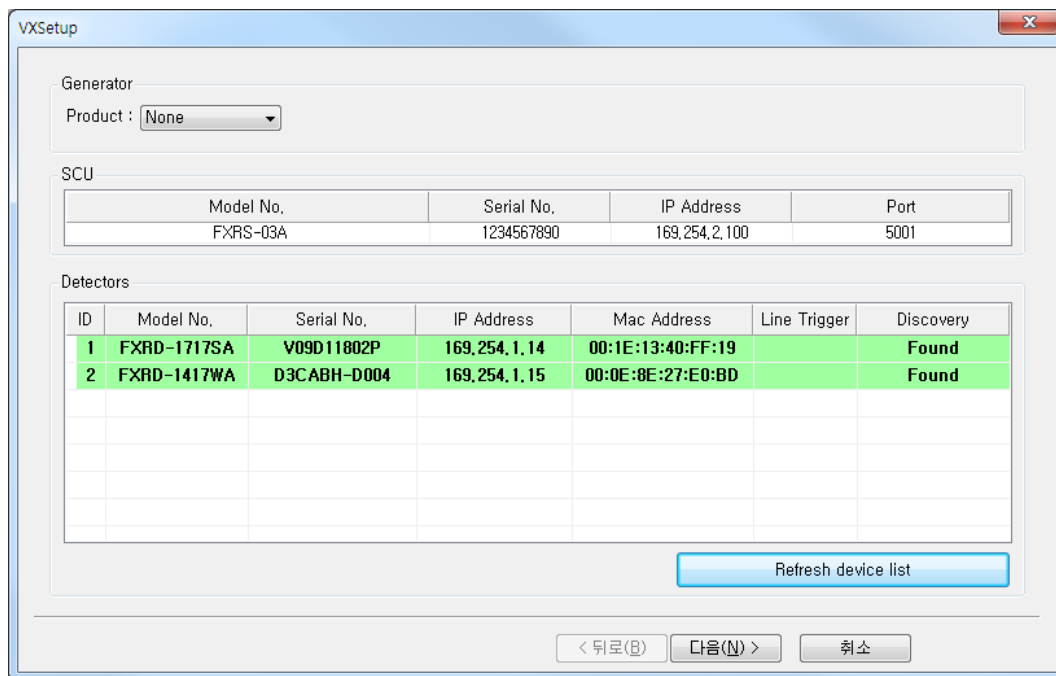 VXSetup
Generator
Product : None
SCU
Model No. Serial No. IP Address Port
FXRS-03A 1234567890 169.254.2.100 5001
Detectors
ID Model No. Serial No. IP Address Mac Address Line Trigger Discovery
1 FXRD-1717SA V09D11802P 169.254.1.14 00:1E:13:40:FF:19 Found
2 FXRD-1417WA D3CABH-D004 169.254.1.15 00:0E:8E:27:E0:BD Found
Refresh device list
< 뒤로(B) 다음(N) > 취소